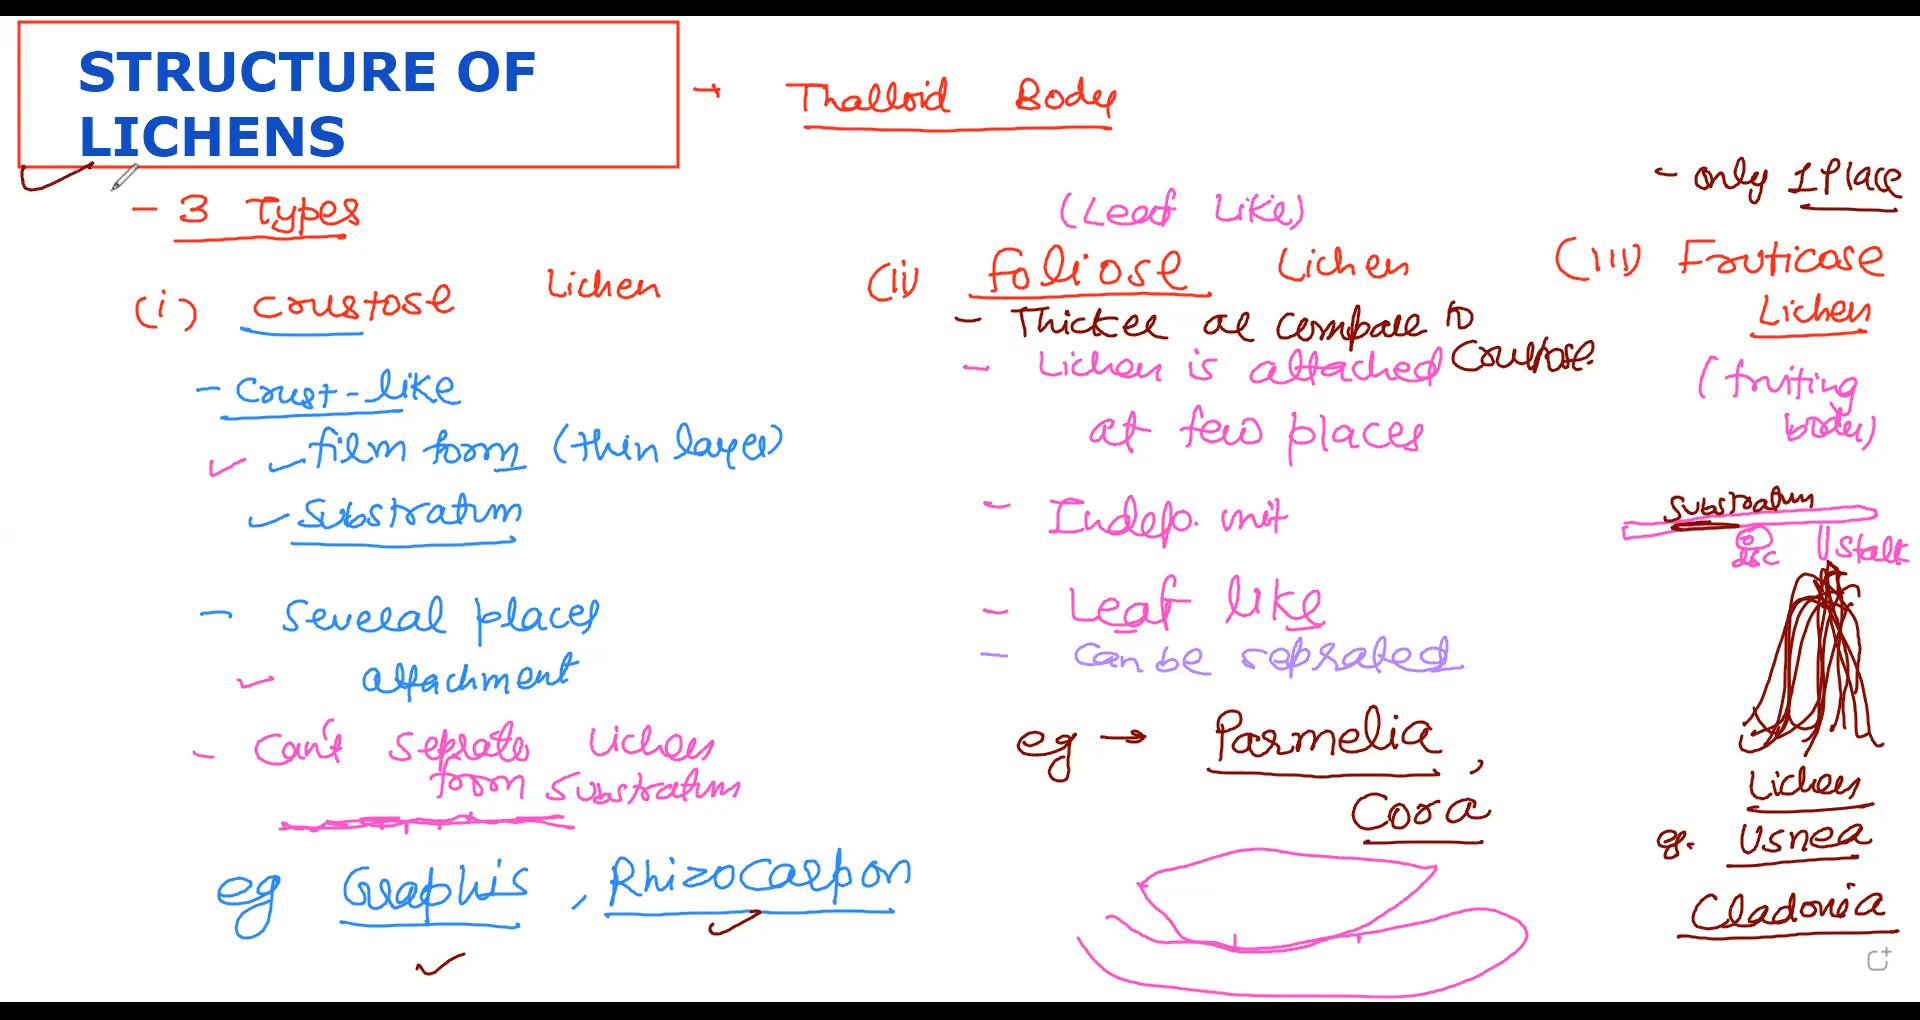 STRUCTURE OF
LICHENS
→ Thalloid Body
- 3 Types
(i) Crustose Lichen
- Crust-like
film form (thin layer)
Substratum
- Several places
attachment
- Can't seprate Lichen
form substratum
eg Graphis, Rhizocarpon
(Leaf Like)
(ii) Foliose Lichen
- Thicker as compare to
Crustose.
- Lichen is attached
at few places
- Indep. unit
- Leaf like
- can be seprated
eg → Parmelia,
Cora
- only 1 Place
(iii) Fruticose
Lichen
(fruiting
body)
Substratum
disc
Stalk
Lichen
eg. Usnea
Cladonia